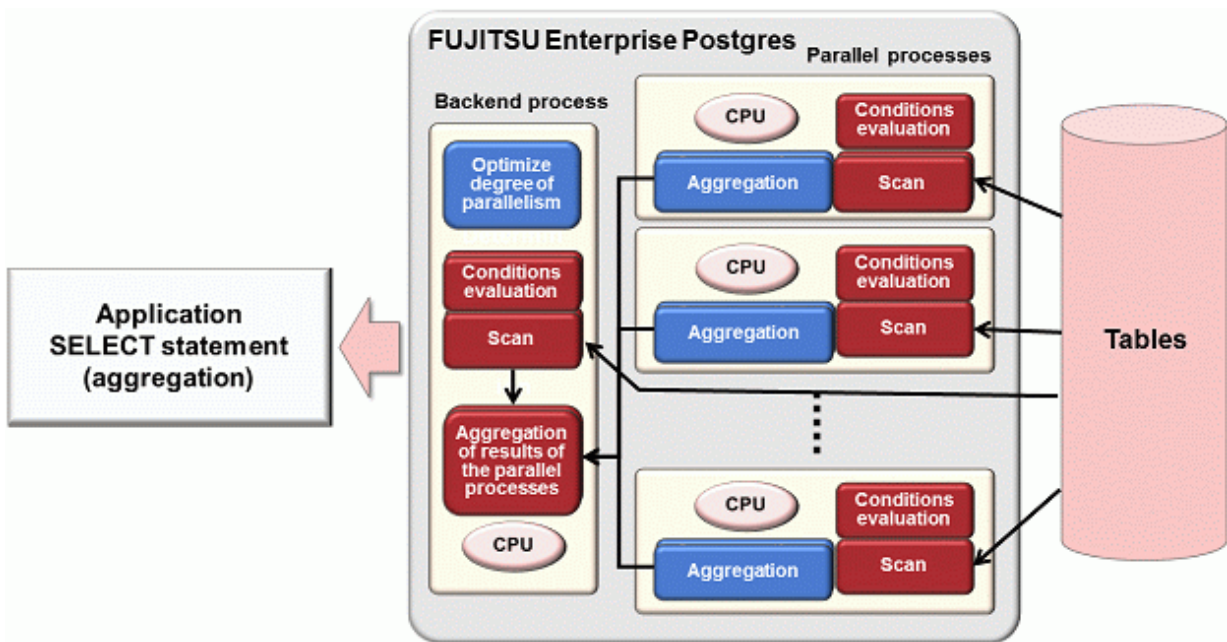 FUJITSU Enterprise Postgres
Parallel processes
Backend process
Optimize
degree of
parallelism
Conditions
evaluation
Scan
Aggregation
of results of
the parallel
processes
CPU
CPU
Conditions
evaluation
Aggregation
Scan
CPU
Conditions
evaluation
Aggregation
Scan
CPU
Conditions
evaluation
Aggregation
Scan
Application
SELECT statement
(aggregation)
Tables